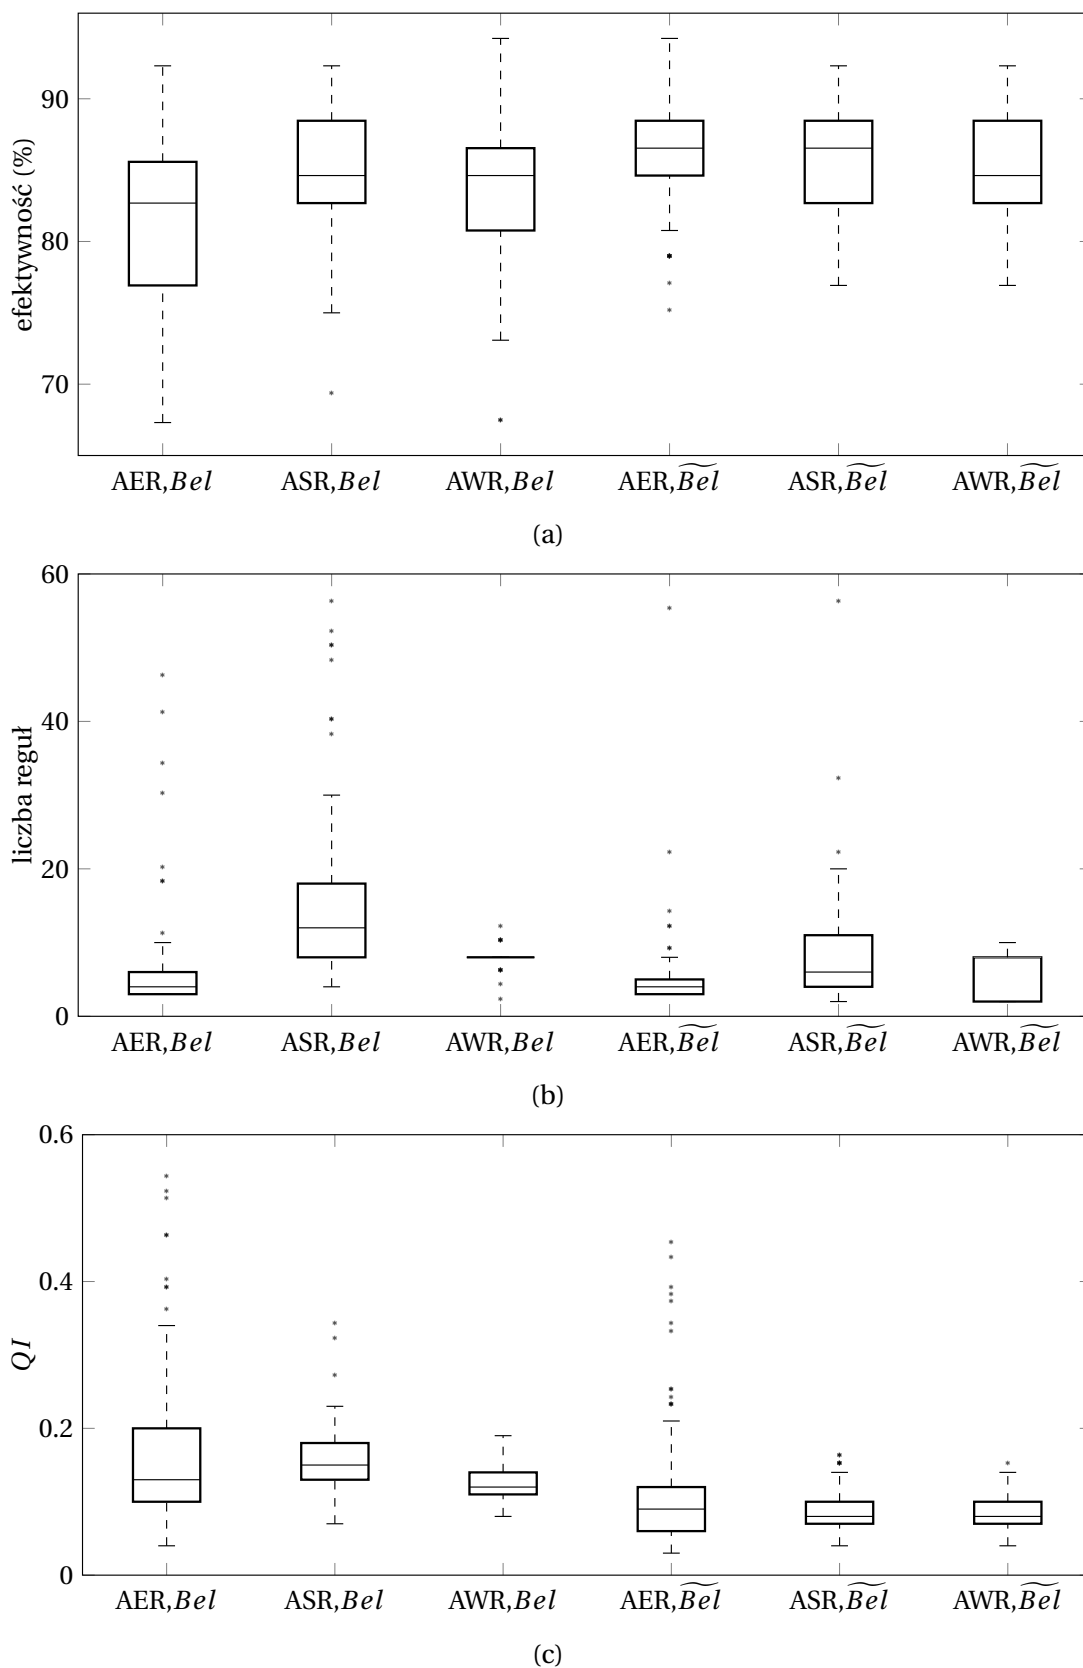 90
80
70
efektywność (%)
AER,Bel ASR,Bel AWR,Bel AER,B͠el ASR,B͠el AWR,B͠el
(a)
60
40
20
0
liczba reguł
AER,Bel ASR,Bel AWR,Bel AER,B͠el ASR,B͠el AWR,B͠el
(b)
0.6
0.4
0.2
0
QI
AER,Bel ASR,Bel AWR,Bel AER,B͠el ASR,B͠el AWR,B͠el
(c)